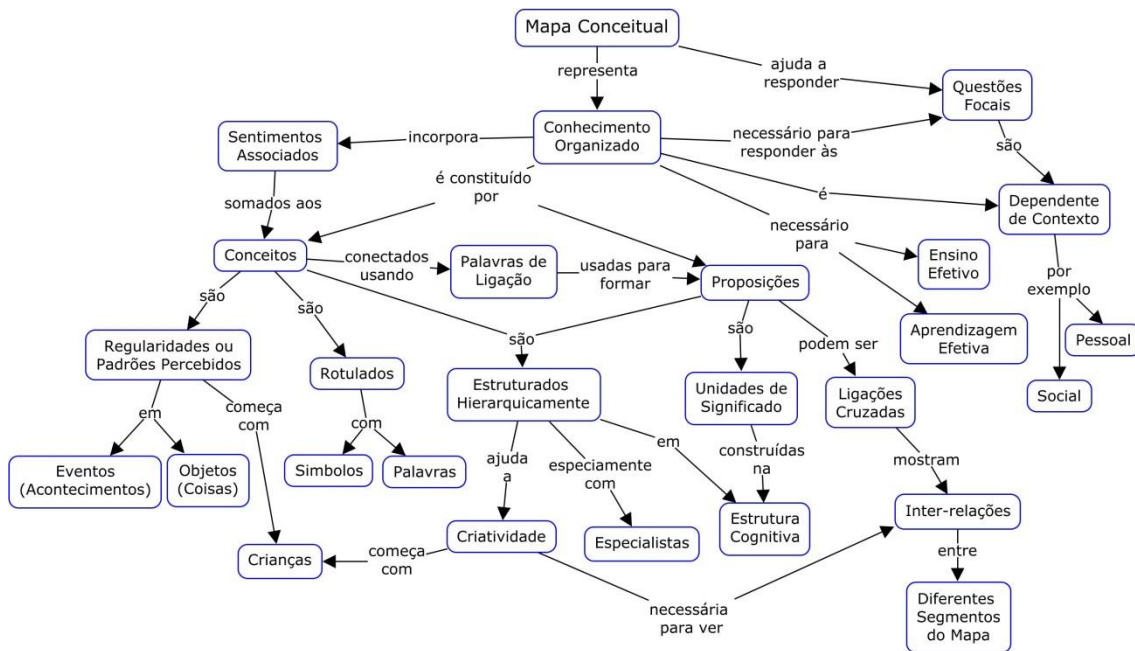 Mapa Conceitual
representa
ajuda a
responder
Questões
Focais
Sentimentos
Associados
incorpora
Conhecimento
Organizado
necessário para
responder às
são
é constituído
por
é
Dependente
de Contexto
somados aos
necessário
para
Conceitos
conectados
usando
Palavras de
Ligação
usadas para
formar
Proposições
Ensino
Efetivo
por
exemplo
são
são
são
são
podem ser
Aprendizagem
Efetiva
Pessoal
Regularidades ou
Padrões Percebidos
Rotulados
Estruturados
Hierarquicamente
Unidades de
Significado
Ligações
Cruzadas
Social
em
começa
com
com
ajuda
a
especiamente
com
em
construídas
na
mostram
Eventos
(Acontecimentos)
Objetos
(Coisas)
Simbolos
Palavras
Crianças
começa
com
Criatividade
Especialistas
Estrutura
Cognitiva
Inter-relações
entre
necessária
para ver
Diferentes
Segmentos
do Mapa